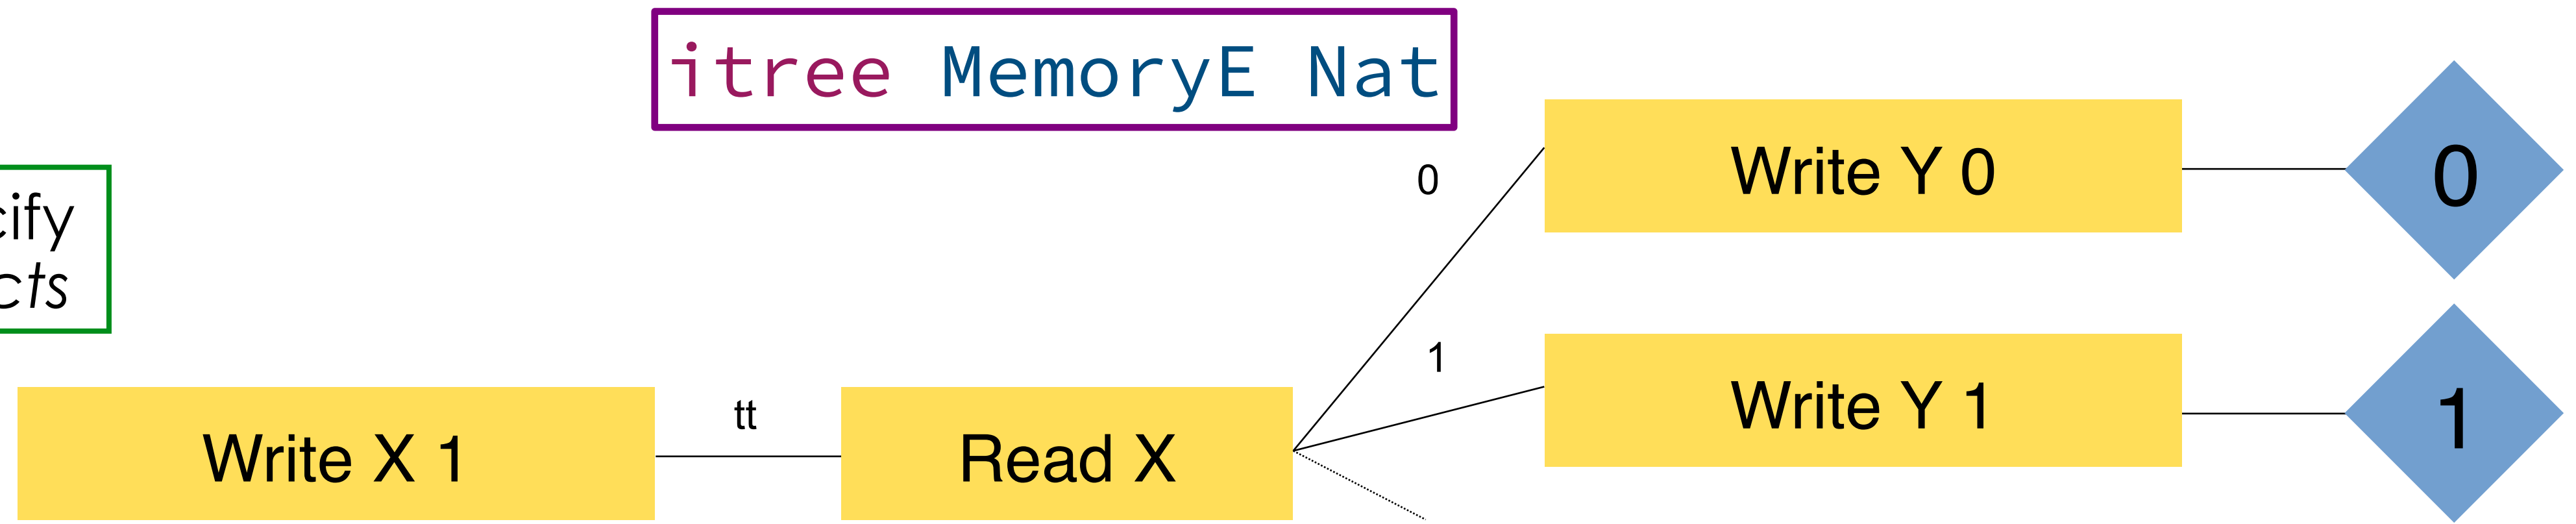 itree MemoryE Nat
cify
cts
0
Write Y 0
0
1
Write Y 1
1
Write X 1
tt
Read X